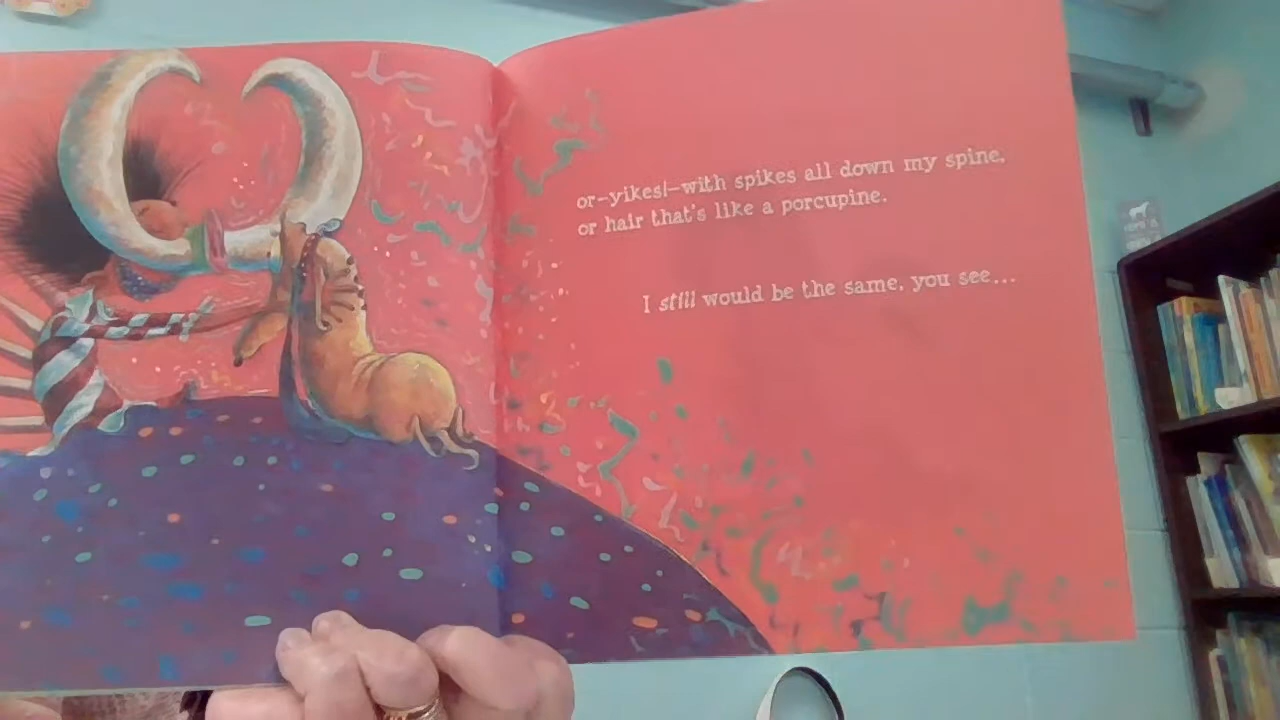 or–yikes!–with spikes all down my spine,
or hair that's like a porcupine.
I still would be the same, you see...